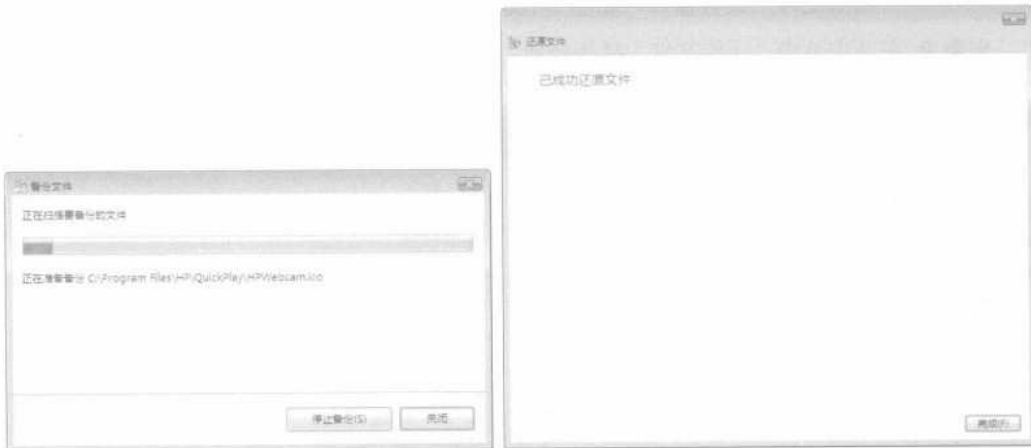 备份文件
正在扫描要备份的文件
正在准备备份 C:\Program Files\HP\QuickPlay\HPWebcam.ico
停止备份(S)
关闭
还原文件
已成功还原文件
完成(F)